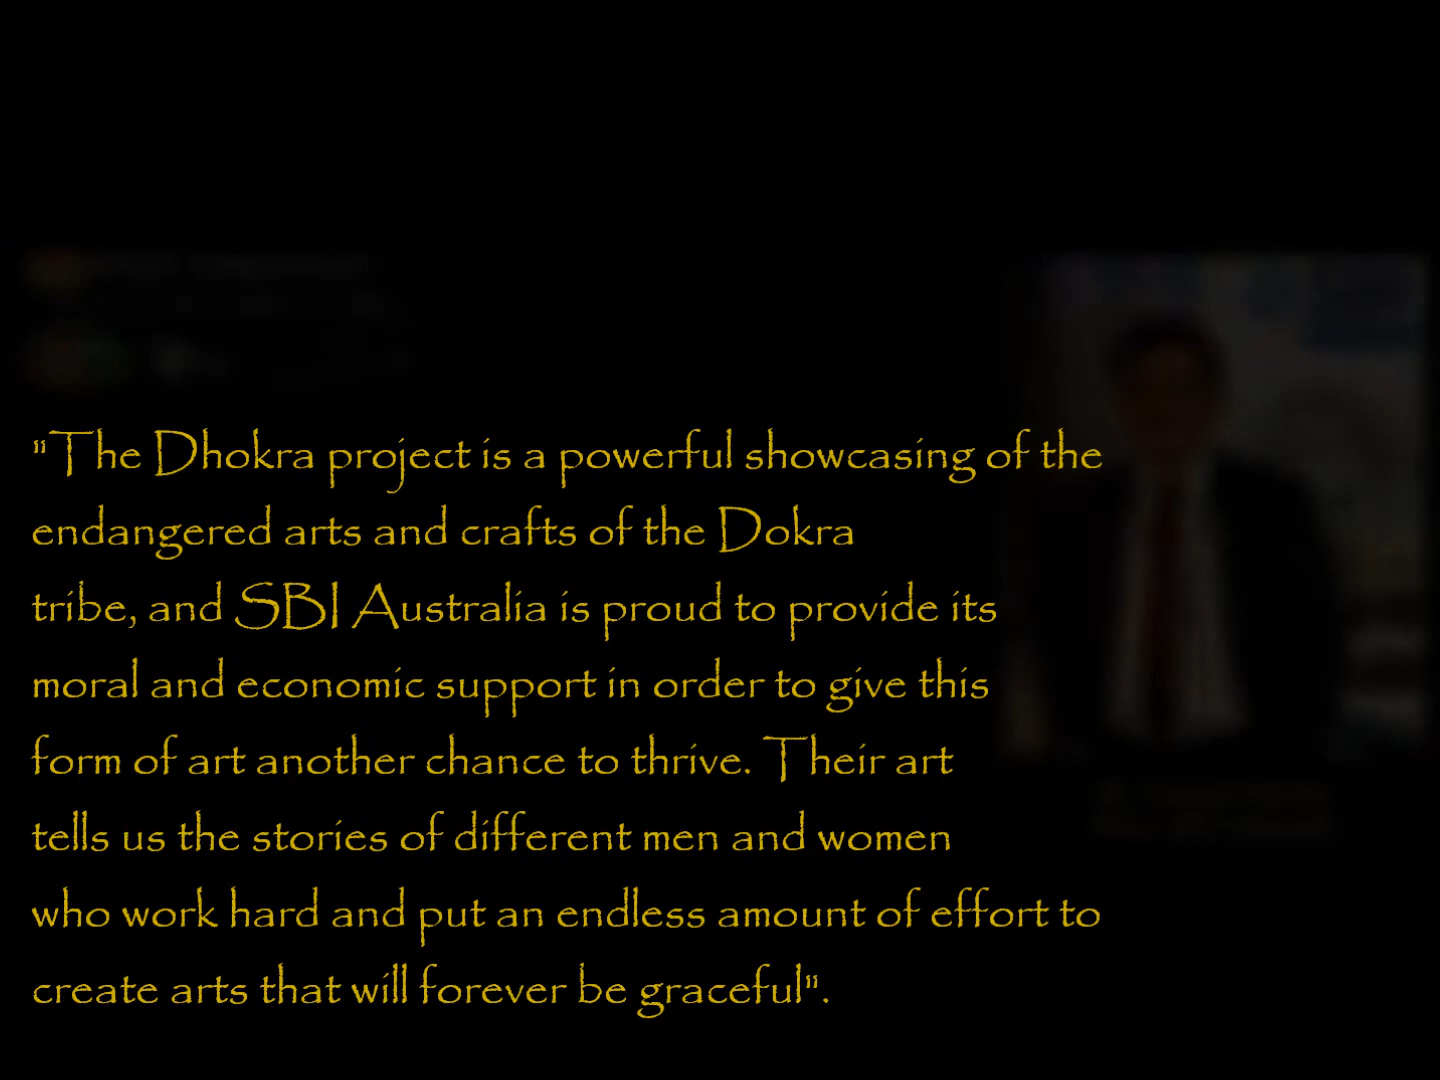 "The Dhokra project is a powerful showcasing of the
endangered arts and crafts of the Dokra
tribe, and SBI Australia is proud to provide its
moral and economic support in order to give this
form of art another chance to thrive. Their art
tells us the stories of different men and women
who work hard and put an endless amount of effort to
create arts that will forever be graceful".